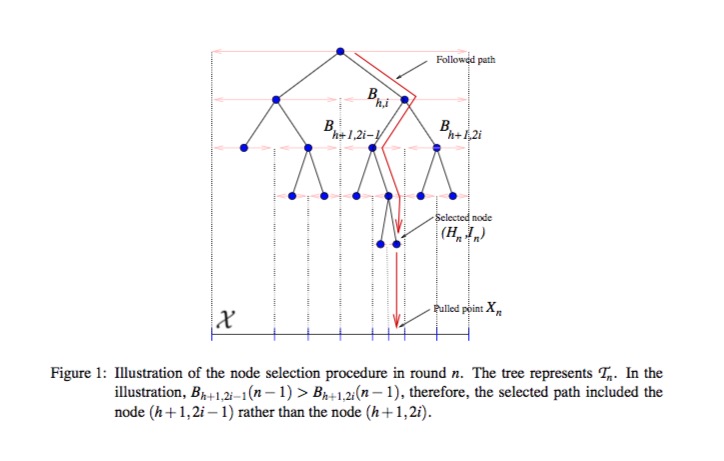 Followed path
B_{h,i}
B_{h+1,2i-1}
B_{h+1,2i}
Selected node
(H_n, I_n)
Pulled point X_n
𝒳
Figure 1: Illustration of the node selection procedure in round n. The tree represents 𝒯_n. In the
illustration, B_{h+1,2i−1}(n−1) > B_{h+1,2i}(n−1), therefore, the selected path included the
node (h+1,2i−1) rather than the node (h+1,2i).